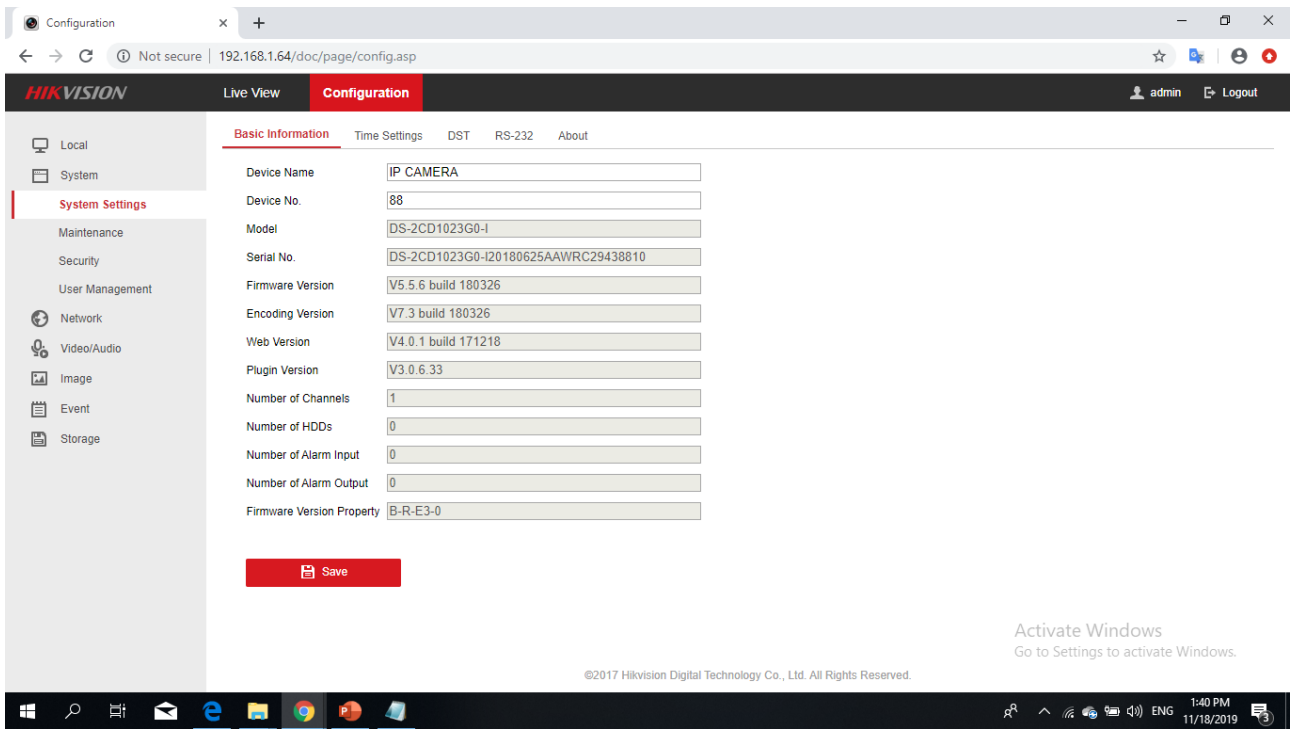 Configuration
Not secure | 192.168.1.64/doc/page/config.asp
HIKVISION Live View Configuration admin Logout
Basic Information Time Settings DST RS-232 About
Local
System
System Settings
Maintenance
Security
User Management
Network
Video/Audio
Image
Event
Storage
Device Name IP CAMERA
Device No. 88
Model DS-2CD1023G0-I
Serial No. DS-2CD1023G0-I20180625AAWRC29438810
Firmware Version V5.5.6 build 180326
Encoding Version V7.3 build 180326
Web Version V4.0.1 build 171218
Plugin Version V3.0.6.33
Number of Channels 1
Number of HDDs 0
Number of Alarm Input 0
Number of Alarm Output 0
Firmware Version Property B-R-E3-0
Save
Activate Windows
Go to Settings to activate Windows.
©2017 Hikvision Digital Technology Co., Ltd. All Rights Reserved.
ENG 1:40 PM
11/18/2019
3